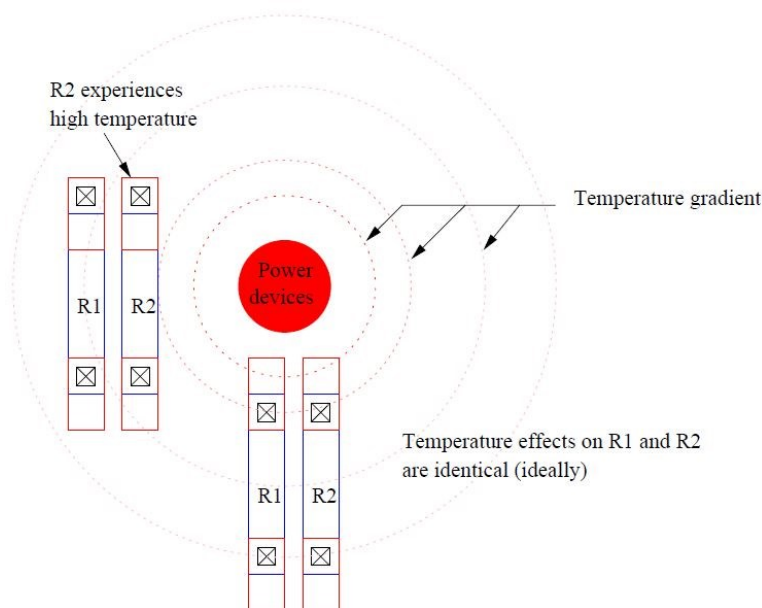 R2 experiences
high temperature
Temperature gradient
Power
devices
R1
R2
Temperature effects on R1 and R2
are identical (ideally)
R1
R2